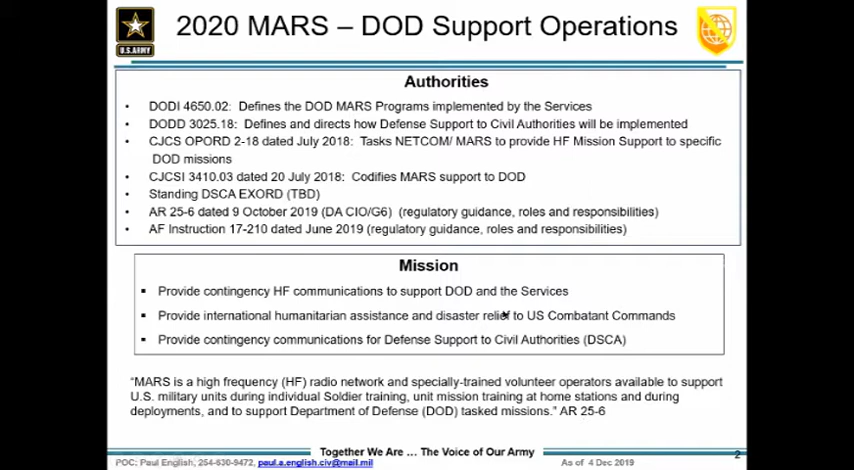 U.S.ARMY
2020 MARS – DOD Support Operations
Authorities
• DODI 4650.02: Defines the DOD MARS Programs implemented by the Services
• DODD 3025.18: Defines and directs how Defense Support to Civil Authorities will be implemented
• CJCS OPORD 2-18 dated July 2018: Tasks NETCOM/ MARS to provide HF Mission Support to specific
DOD missions
• CJCSI 3410.03 dated 20 July 2018: Codifies MARS support to DOD
• Standing DSCA EXORD (TBD)
• AR 25-6 dated 9 October 2019 (DA CIO/G6) (regulatory guidance, roles and responsibilities)
• AF Instruction 17-210 dated June 2019 (regulatory guidance, roles and responsibilities)
Mission
▪ Provide contingency HF communications to support DOD and the Services
▪ Provide international humanitarian assistance and disaster relief to US Combatant Commands
▪ Provide contingency communications for Defense Support to Civil Authorities (DSCA)
“MARS is a high frequency (HF) radio network and specially-trained volunteer operators available to support
U.S. military units during individual Soldier training, unit mission training at home stations and during
deployments, and to support Department of Defense (DOD) tasked missions.” AR 25-6
Together We Are … The Voice of Our Army
2
POC: Paul English, 254-630-9472, paul.a.english.civ@mail.mil
As of 4 Dec 2019